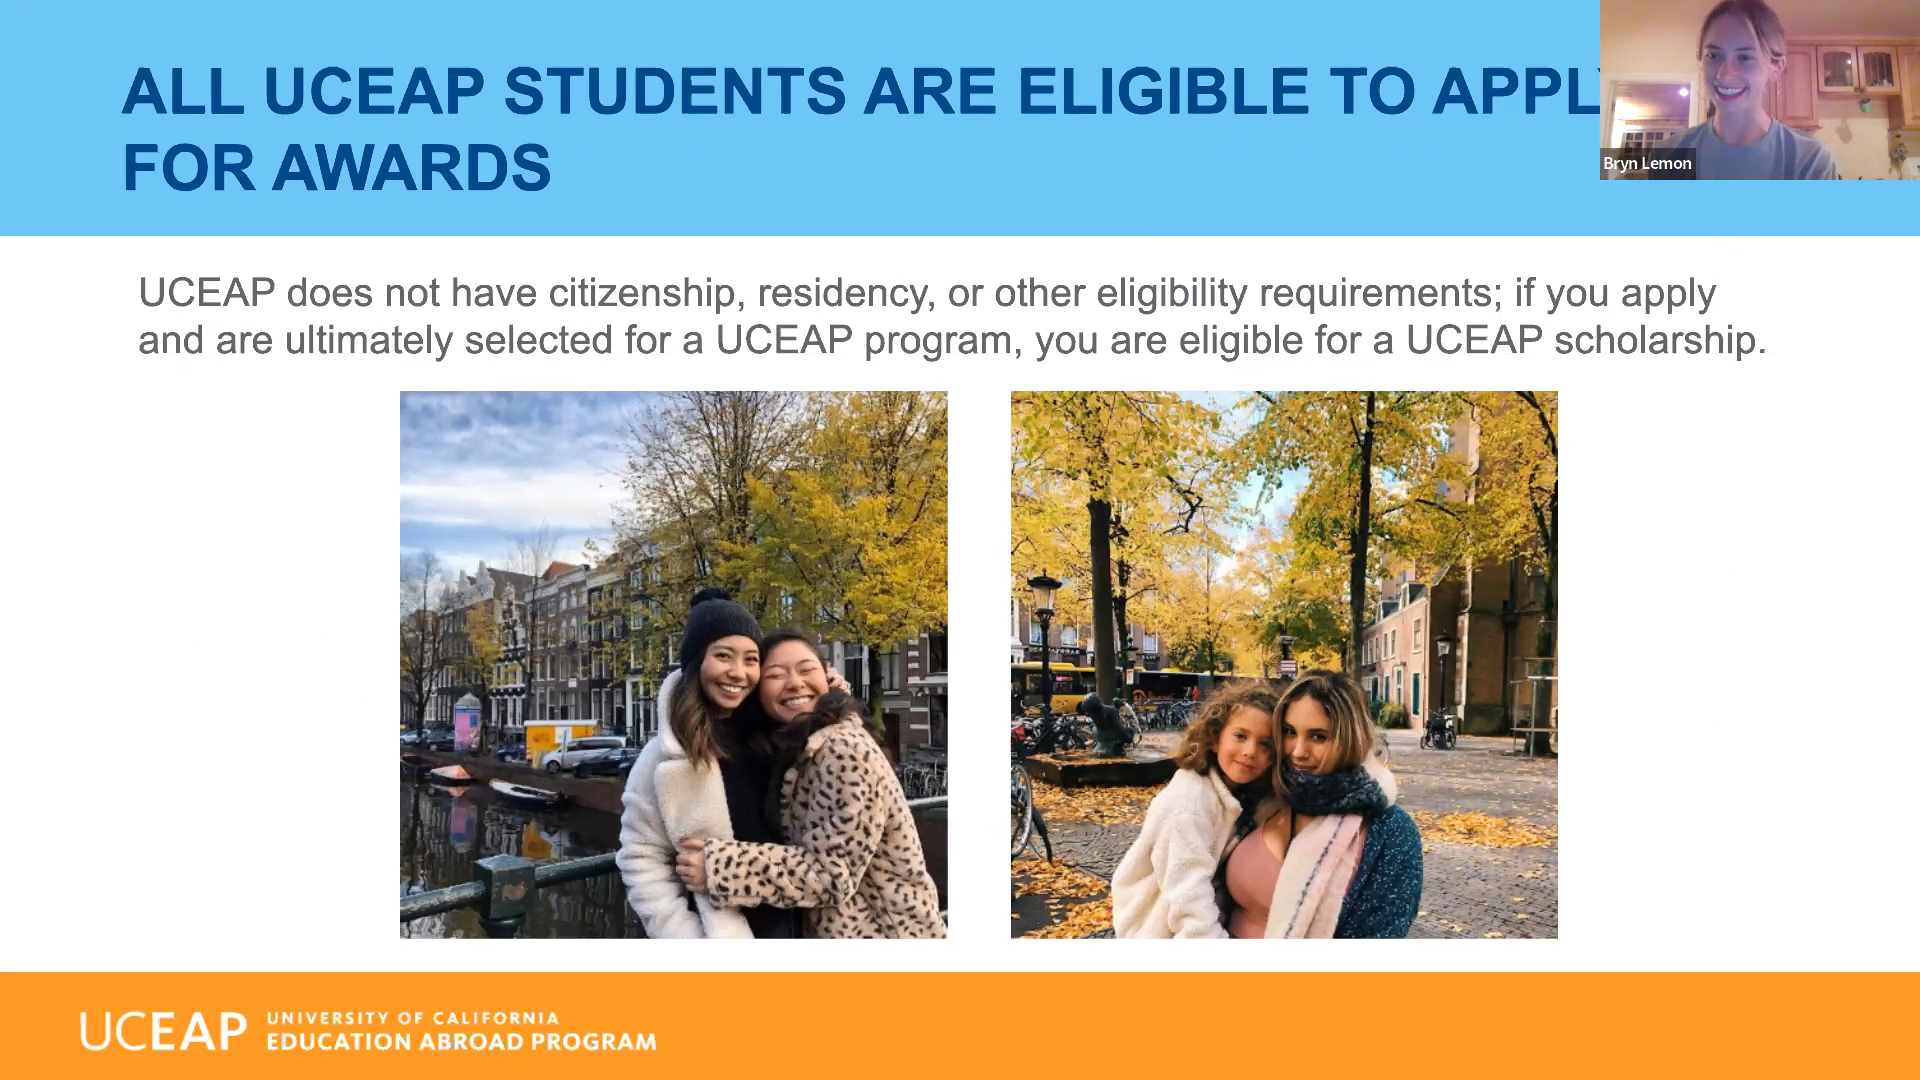 ALL UCEAP STUDENTS ARE ELIGIBLE TO APPLY
FOR AWARDS
Bryn Lemon
UCEAP does not have citizenship, residency, or other eligibility requirements; if you apply
and are ultimately selected for a UCEAP program, you are eligible for a UCEAP scholarship.
UCEAP
UNIVERSITY OF CALIFORNIA
EDUCATION ABROAD PROGRAM